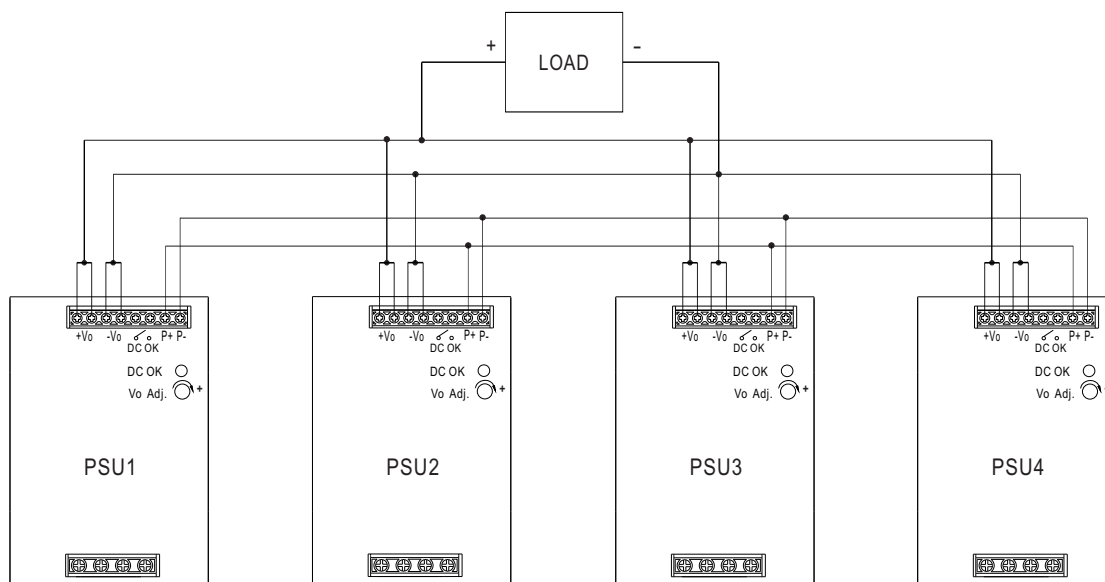 + LOAD -
+Vo -Vo P+ P- +Vo -Vo P+ P- +Vo -Vo P+ P- +Vo -Vo P+ P-
DC OK DC OK DC OK DC OK
DC OK DC OK DC OK DC OK
Vo Adj. + Vo Adj. + Vo Adj. + Vo Adj. +
PSU1 PSU2 PSU3 PSU4